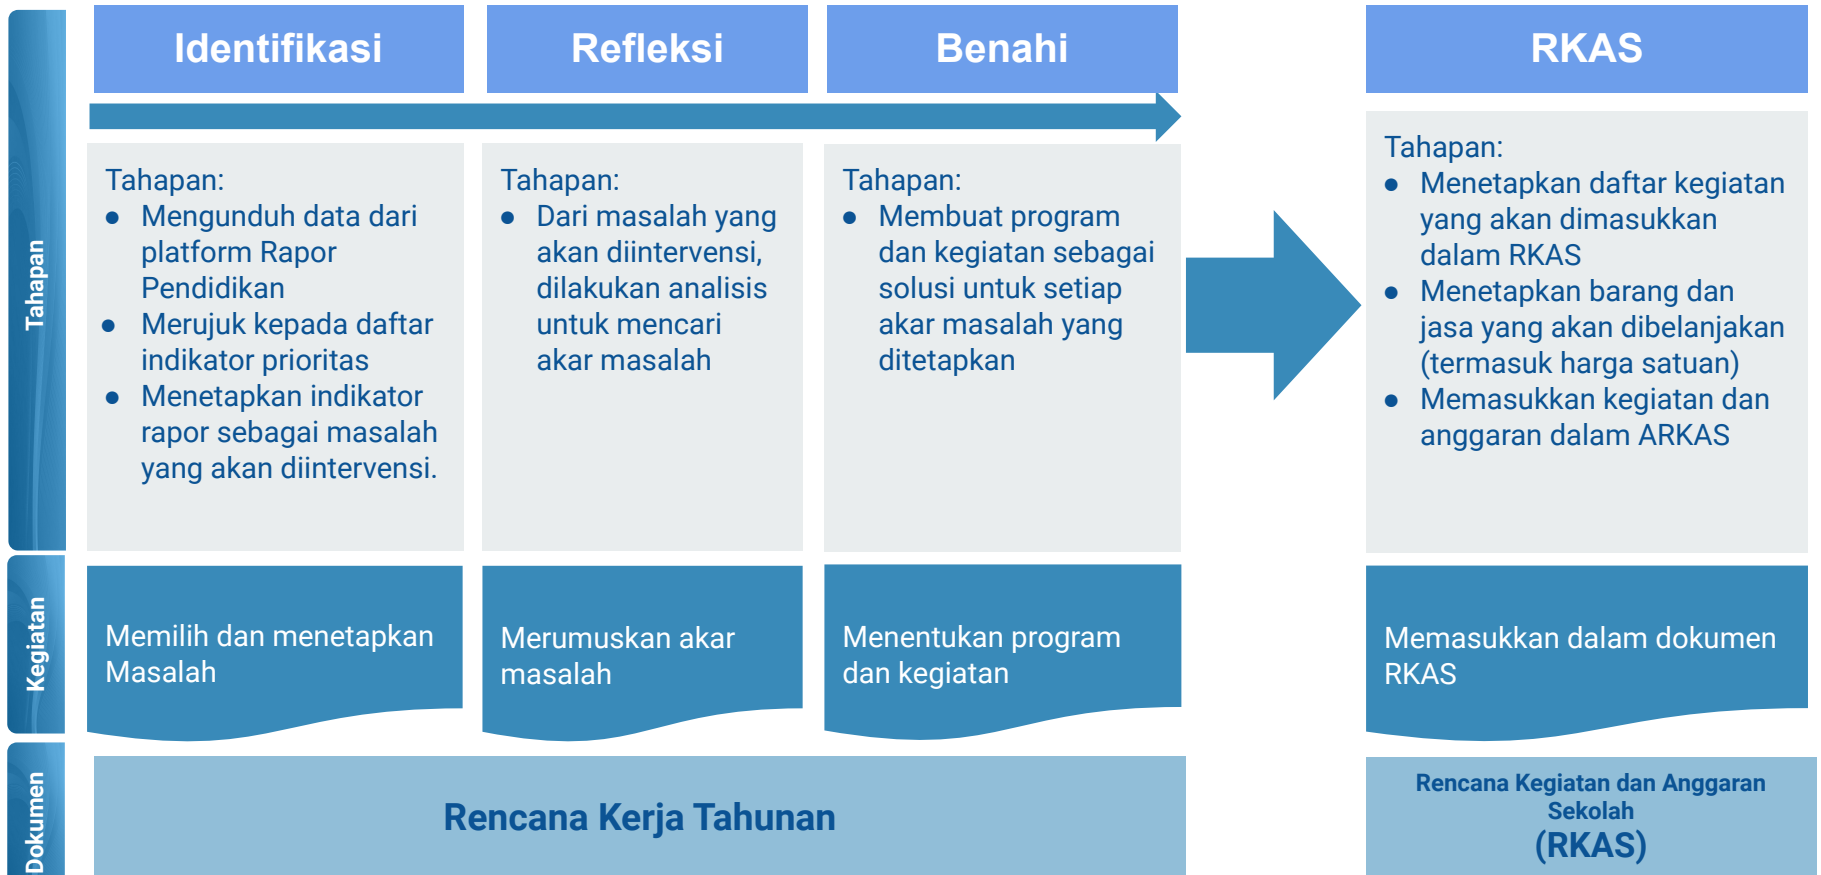 Identifikasi
Refleksi
Benahi
RKAS
Tahapan
Tahapan:
● Mengunduh data dari
platform Rapor
Pendidikan
● Merujuk kepada daftar
indikator prioritas
● Menetapkan indikator
rapor sebagai masalah
yang akan diintervensi.
Tahapan:
● Dari masalah yang
akan diintervensi,
dilakukan analisis
untuk mencari
akar masalah
Tahapan:
● Membuat program
dan kegiatan sebagai
solusi untuk setiap
akar masalah yang
ditetapkan
Tahapan:
● Menetapkan daftar kegiatan
yang akan dimasukkan
dalam RKAS
● Menetapkan barang dan
jasa yang akan dibelanjakan
(termasuk harga satuan)
● Memasukkan kegiatan dan
anggaran dalam ARKAS
Kegiatan
Memilih dan menetapkan
Masalah
Merumuskan akar
masalah
Menentukan program
dan kegiatan
Memasukkan dalam dokumen
RKAS
Dokumen
Rencana Kerja Tahunan
Rencana Kegiatan dan Anggaran
Sekolah
(RKAS)